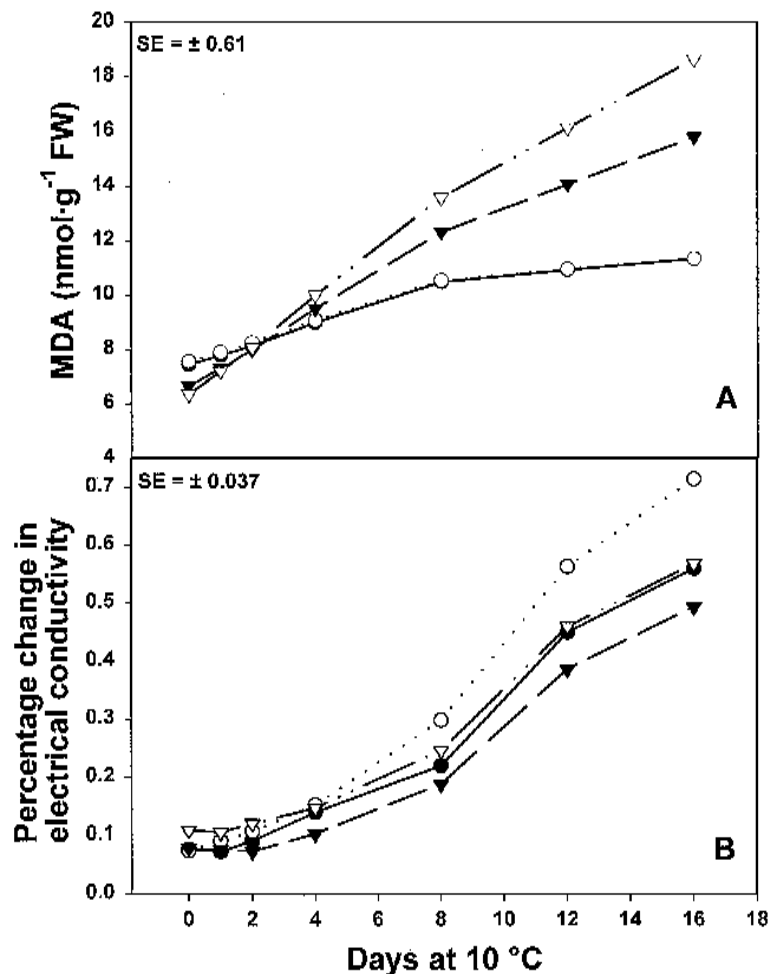 SE = ± 0.61
MDA (nmol·g⁻¹ FW)
20
18
16
14
12
10
8
6
4
A
SE = ± 0.037
Percentage change in
electrical conductivity
0.7
0.6
0.5
0.4
0.3
0.2
0.1
0.0
B
0 2 4 6 8 10 12 14 16 18
Days at 10 °C